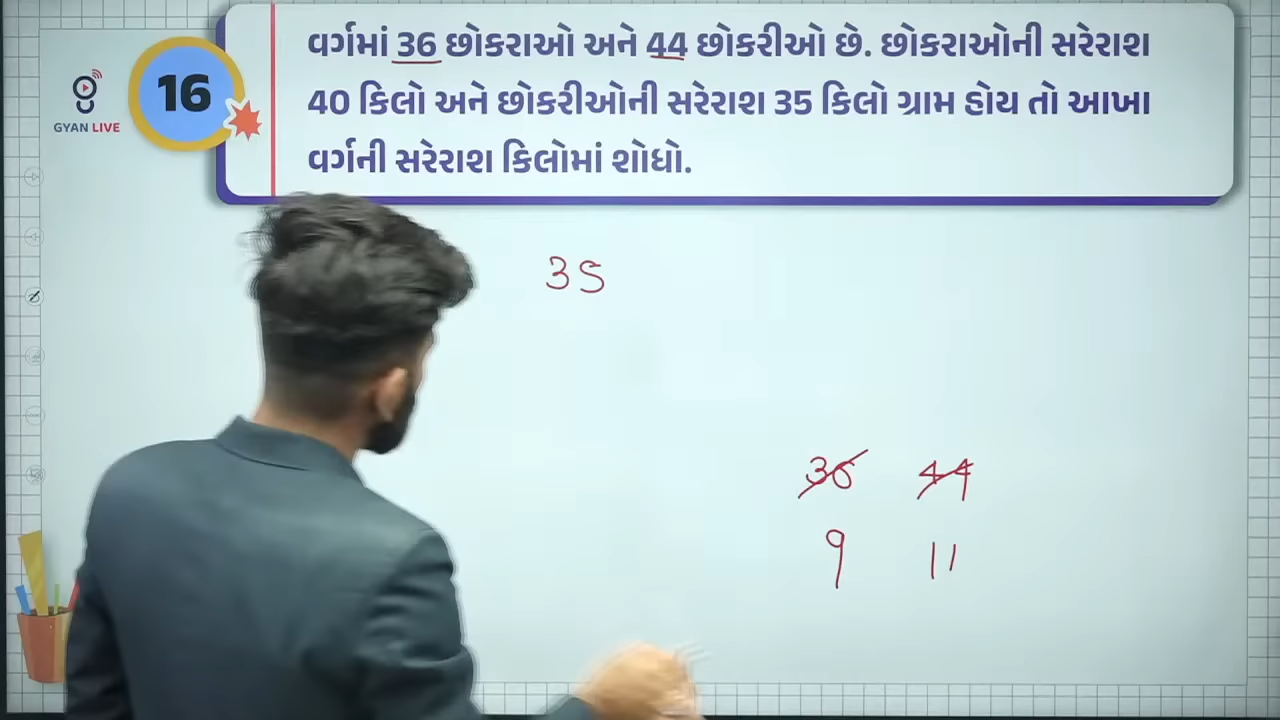 વર્ગમાં 36 છોકરાઓ અને 44 છોકરીઓ છે. છોકરાઓની સરેરાશ
40 કિલો અને છોકરીઓની સરેરાશ 35 કિલો ગ્રામ હોય તો આખા
વર્ગની સરેરાશ કિલોમાં શોધો.
16
GYAN LIVE
35
36 44
9 11